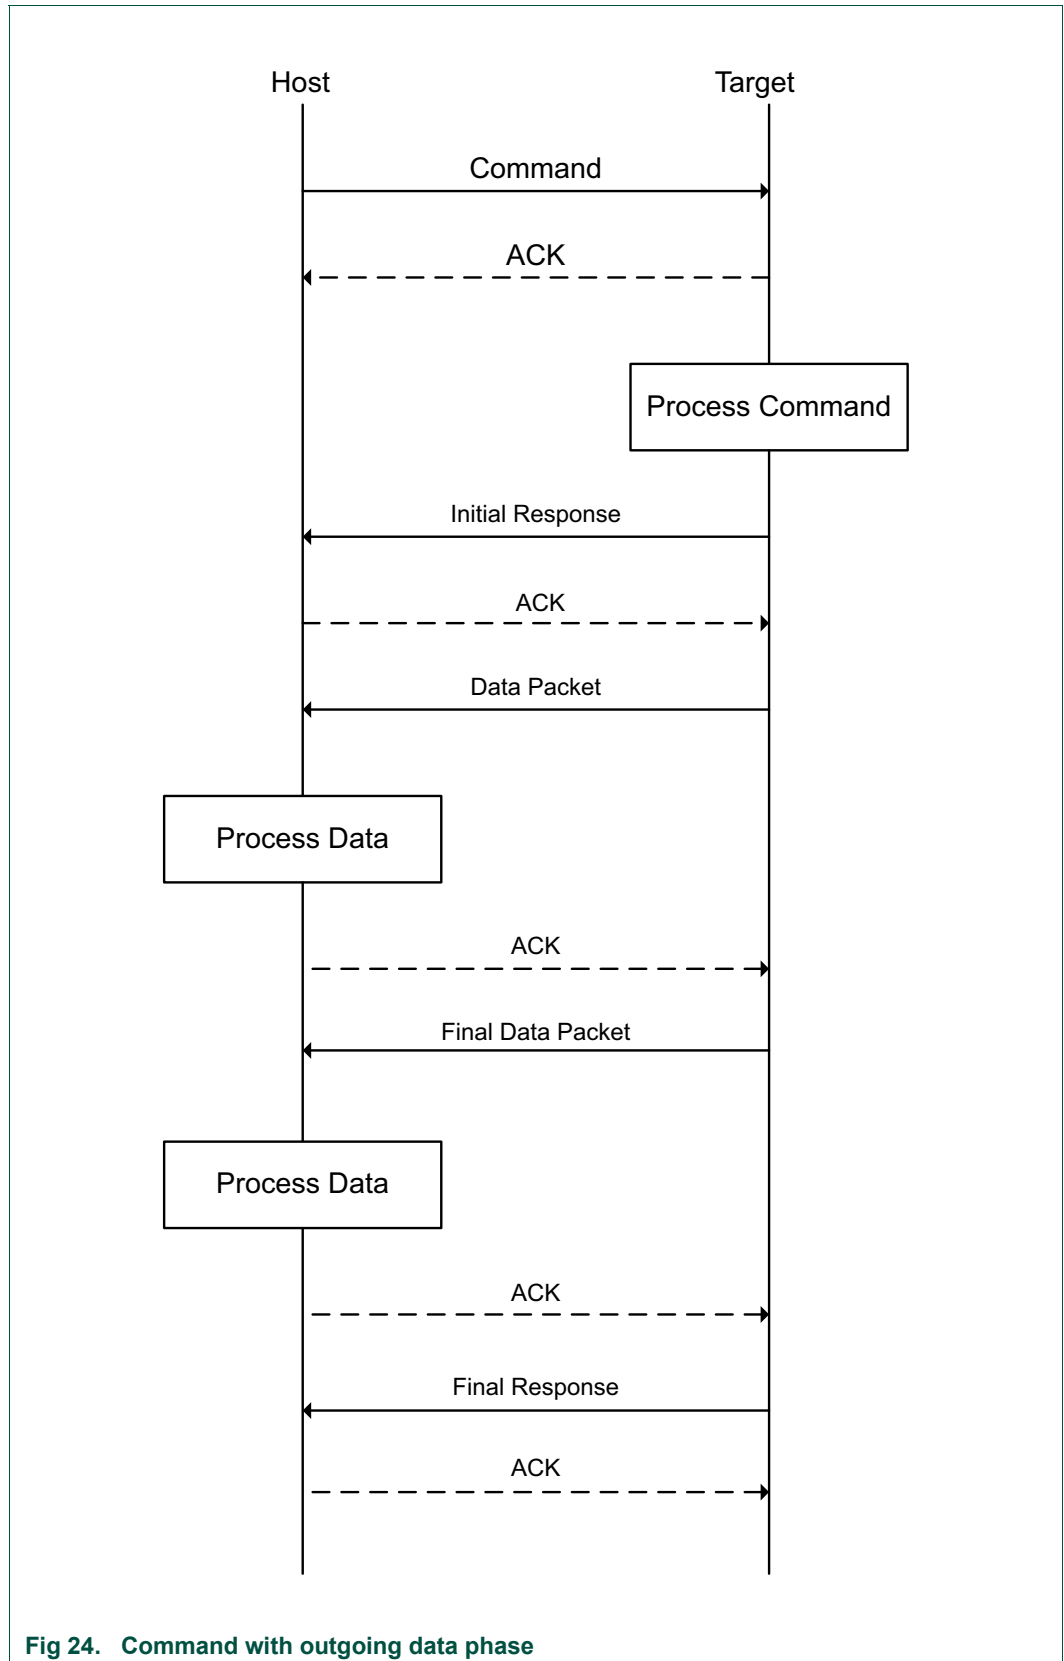 Host
Target
Command
ACK
Process Command
Initial Response
ACK
Data Packet
Process Data
ACK
Final Data Packet
Process Data
ACK
Final Response
ACK
Fig 24. Command with outgoing data phase